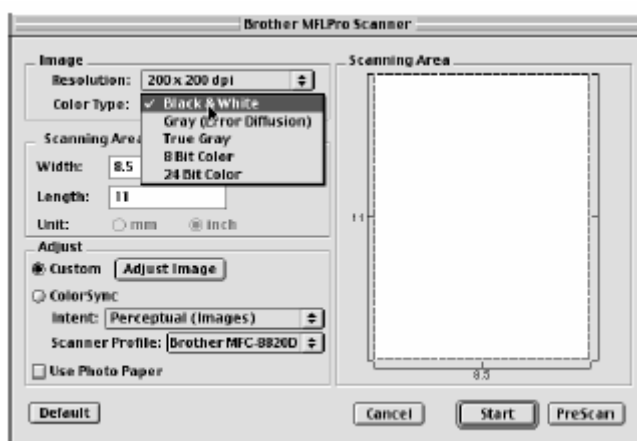 Brother MFLPro Scanner
Image
Resolution: 200 x 200 dpi
Color Type: ✓ Black & White
Gray (Error Diffusion)
True Gray
8 Bit Color
24 Bit Color
Scanning Area
Width: 8.5
Length: 11
Unit: mm inch
Adjust
Custom Adjust Image
ColorSync
Intent: Perceptual (Images)
Scanner Profile: Brother MFC-8820D
Use Photo Paper
Default
Scanning Area
11
8.5
Cancel Start PreScan